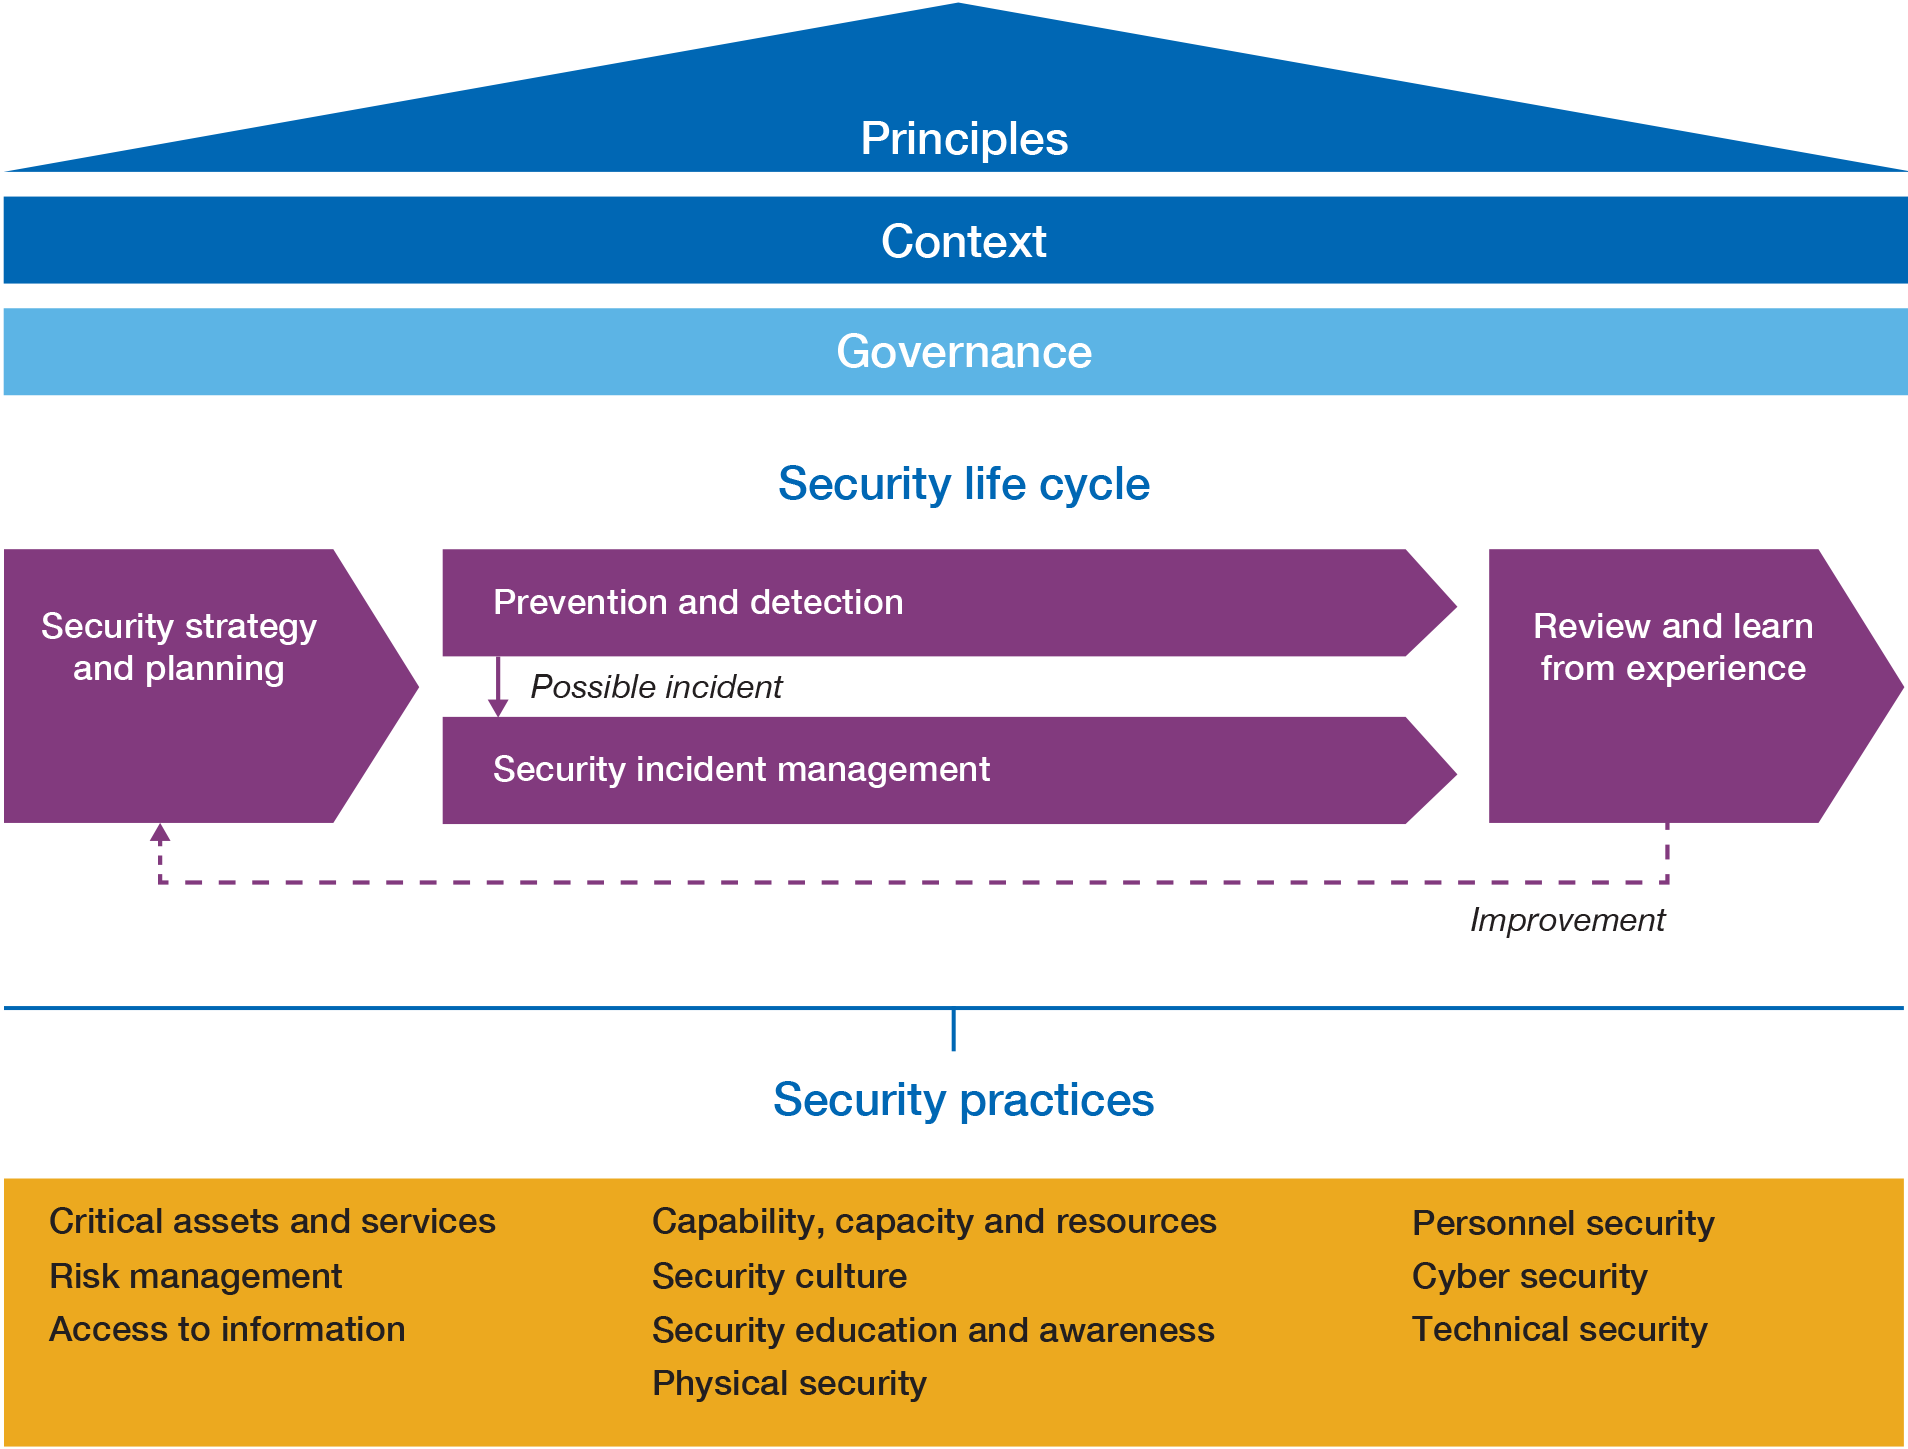 Principles
Context
Governance
Security life cycle
Security strategy
and planning
Prevention and detection
Possible incident
Security incident management
Review and learn
from experience
Improvement
Security practices
Critical assets and services
Risk management
Access to information
Capability, capacity and resources
Security culture
Security education and awareness
Physical security
Personnel security
Cyber security
Technical security